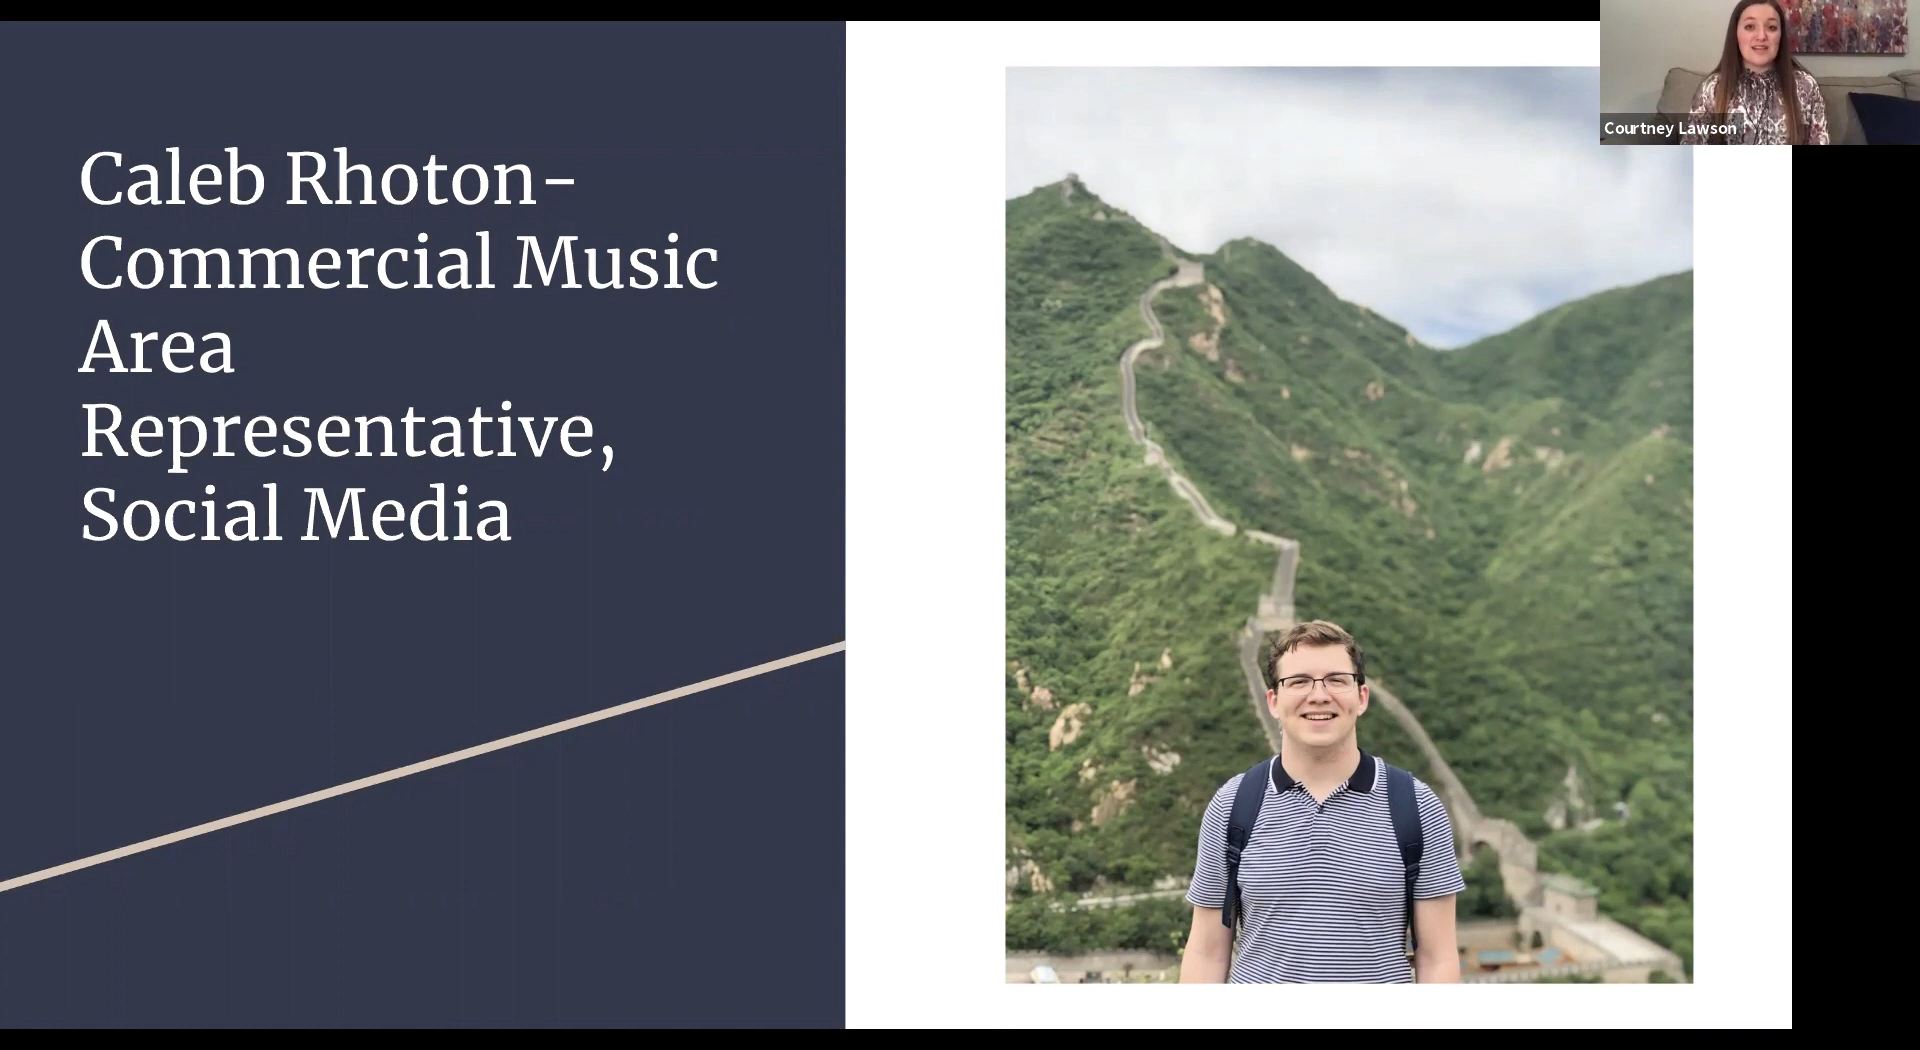 Caleb Rhoton-
Commercial Music
Area
Representative,
Social Media
Courtney Lawson